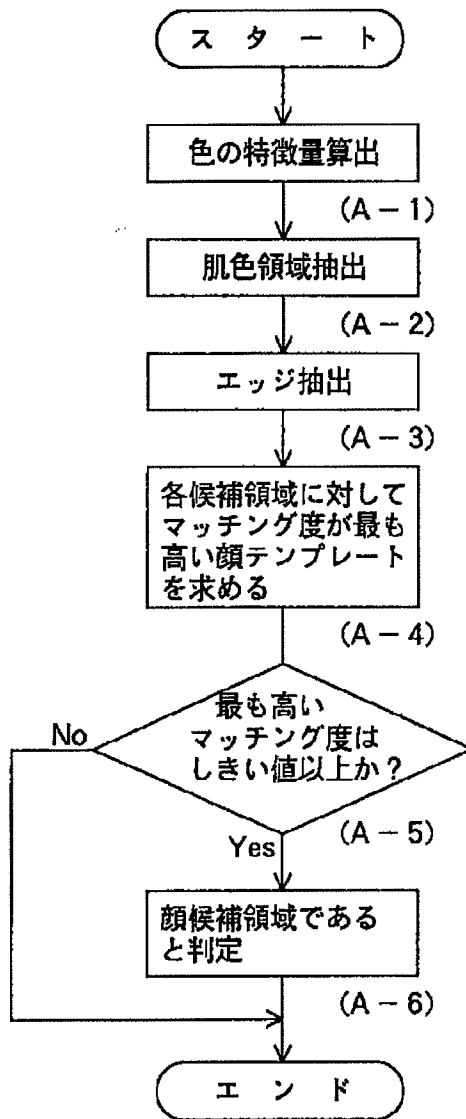 スタート
色の特徴量算出
(A-1)
肌色領域抽出
(A-2)
エッジ抽出
(A-3)
各候補領域に対して
マッチング度が最も
高い顔テンプレート
を求める
(A-4)
最も高い
マッチング度は
しきい値以上か?
No
(A-5)
Yes
顔候補領域である
と判定
(A-6)
エンド